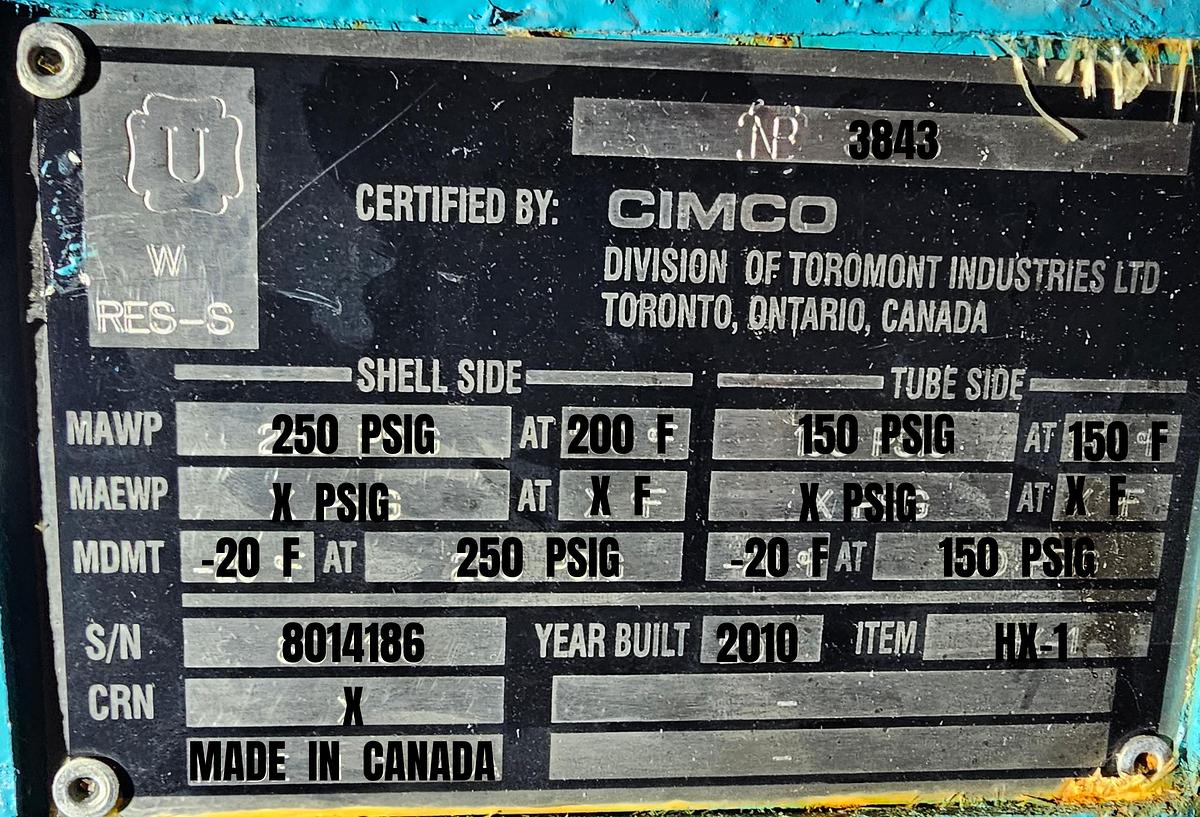 U
W
RES-S
NB 3843
CERTIFIED BY: CIMCO
DIVISION OF TOROMONT INDUSTRIES LTD
TORONTO, ONTARIO, CANADA
SHELL SIDE TUBE SIDE
MAWP 250 PSIG AT 200 F 150 PSIG AT 150 F
MAEWP X PSIG AT X F X PSIG AT X F
MDMT -20 F AT 250 PSIG -20 F AT 150 PSIG
S/N 8014186 YEAR BUILT 2010 ITEM HX-1
CRN X -
MADE IN CANADA -